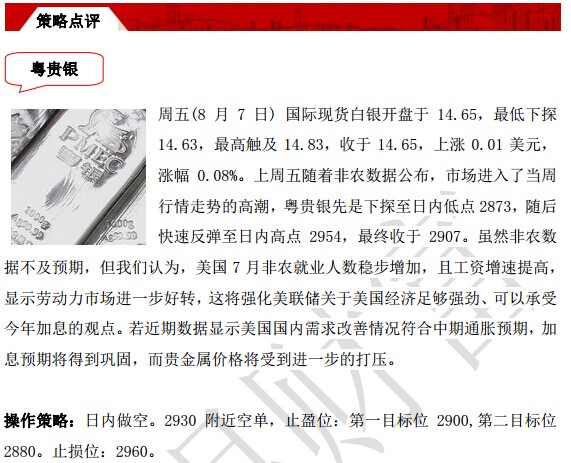 策略点评
粤贵银
周五(8 月 7 日) 国际现货白银开盘于 14.65，最低下探
14.63，最高触及 14.83，收于 14.65，上涨 0.01 美元，
涨幅 0.08%。上周五随着非农数据公布，市场进入了当周
行情走势的高潮，粤贵银先是下探至日内低点 2873，随后
快速反弹至日内高点 2954，最终收于 2907。虽然非农数
据不及预期，但我们认为，美国 7 月非农就业人数稳步增加，且工资增速提高，
显示劳动力市场进一步好转，这将强化美联储关于美国经济足够强劲、可以承受
今年加息的观点。若近期数据显示美国国内需求改善情况符合中期通胀预期，加
息预期将得到巩固，而贵金属价格将受到进一步的打压。
操作策略：日内做空。2930 附近空单，止盈位：第一目标位 2900,第二目标位
2880。止损位：2960。
PMEC
1000g
1000g